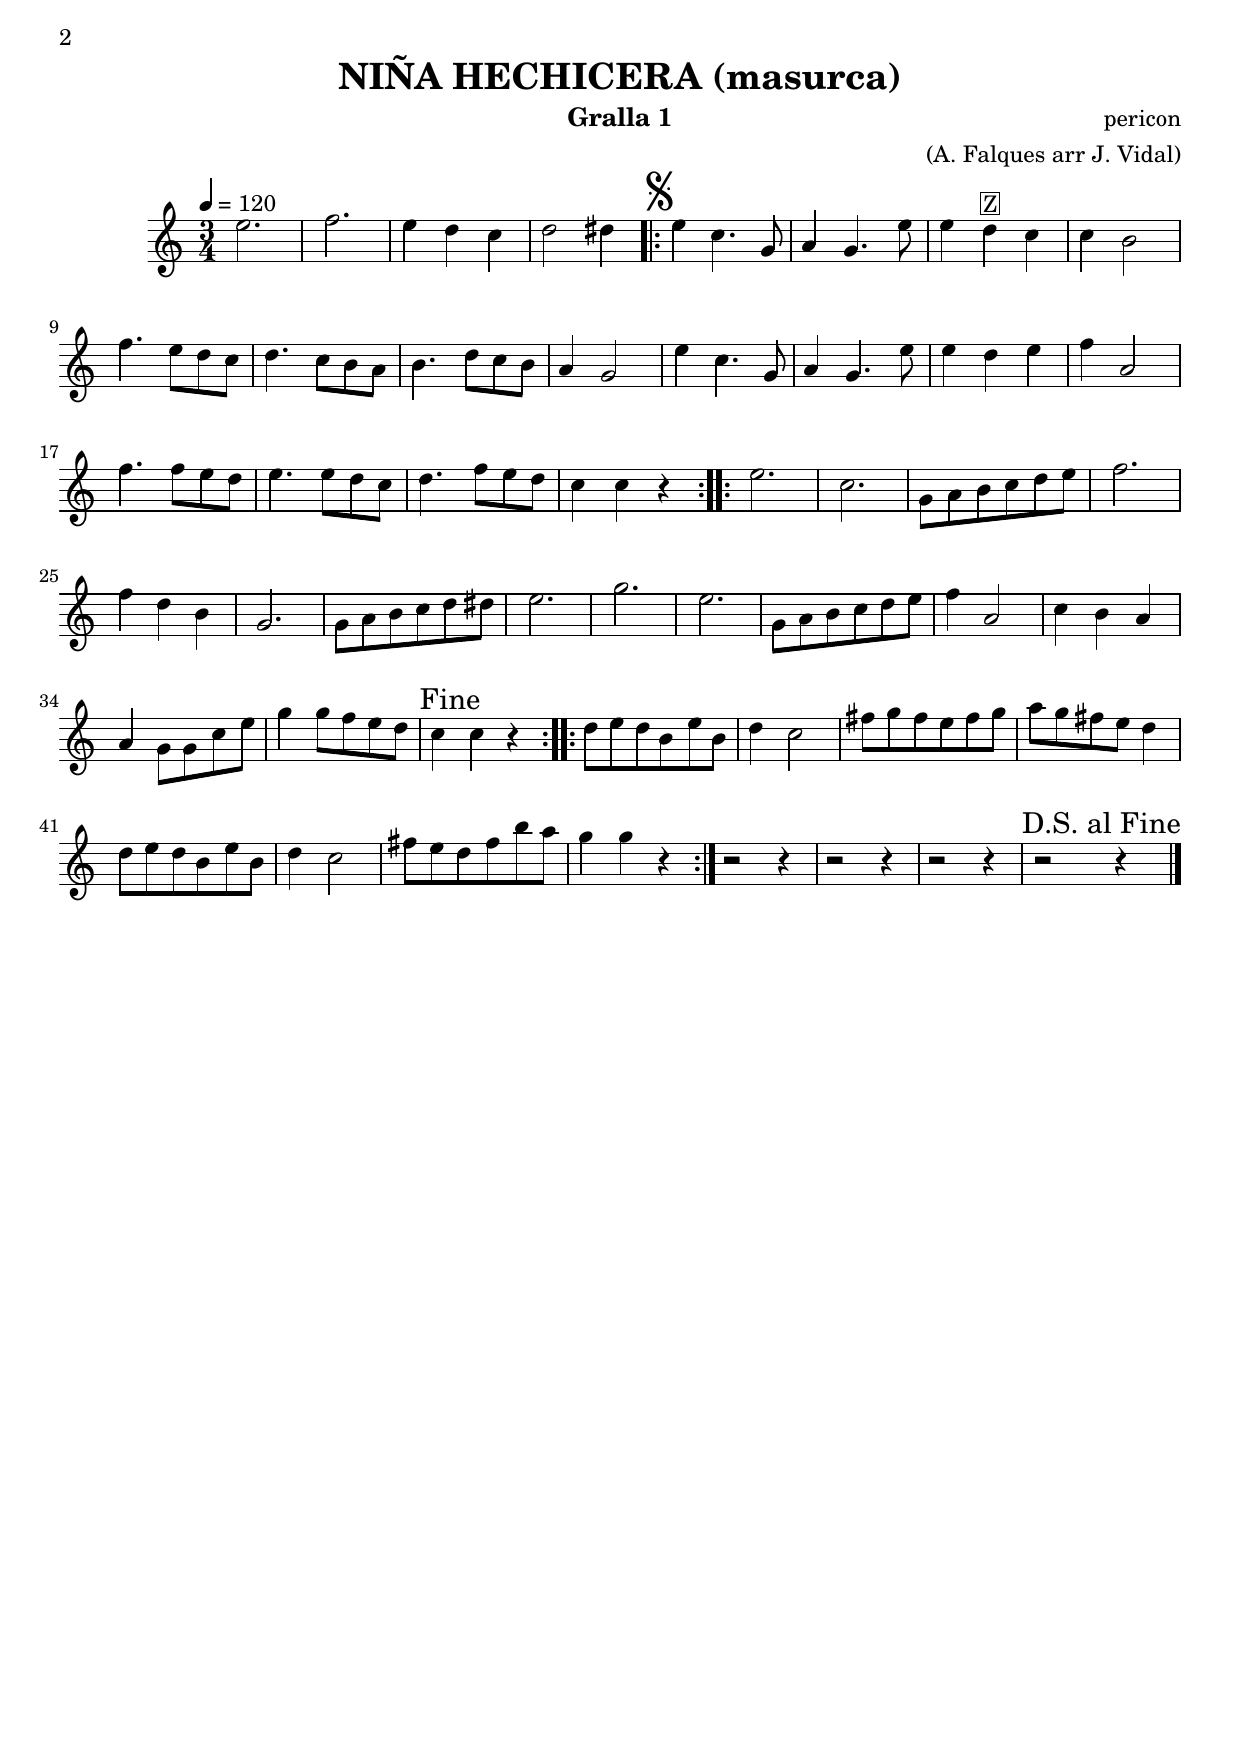 2
NIÑA HECHICERA (masurca)
Gralla 1
pericon
(A. Falques arr J. Vidal)
= 120
Z
3
4
9
17
25
34
Fine
41
D.S. al Fine